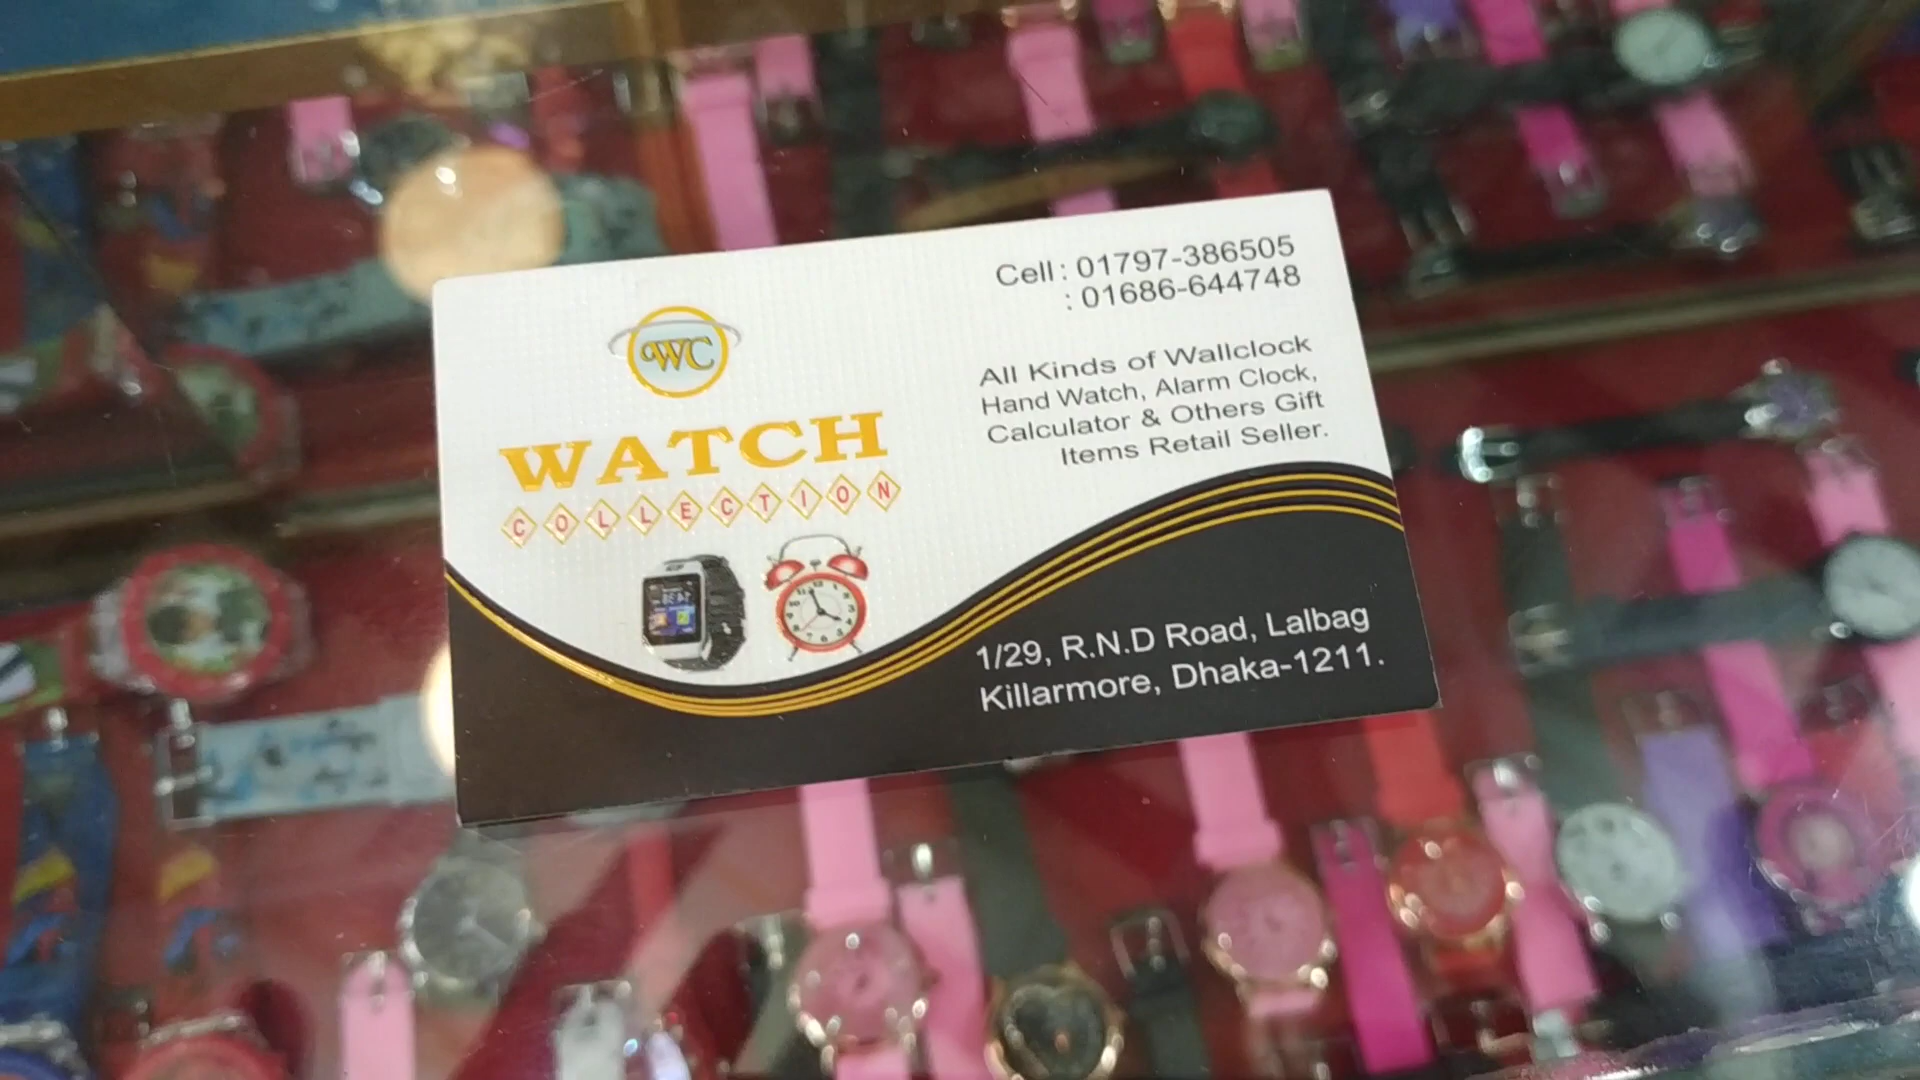 WC
WATCH
COLLECTION
Cell : 01797-386505
: 01686-644748
All Kinds of Wallclock
Hand Watch, Alarm Clock,
Calculator & Others Gift
Items Retail Seller.
1/29, R.N.D Road, Lalbag
Killarmore, Dhaka-1211.